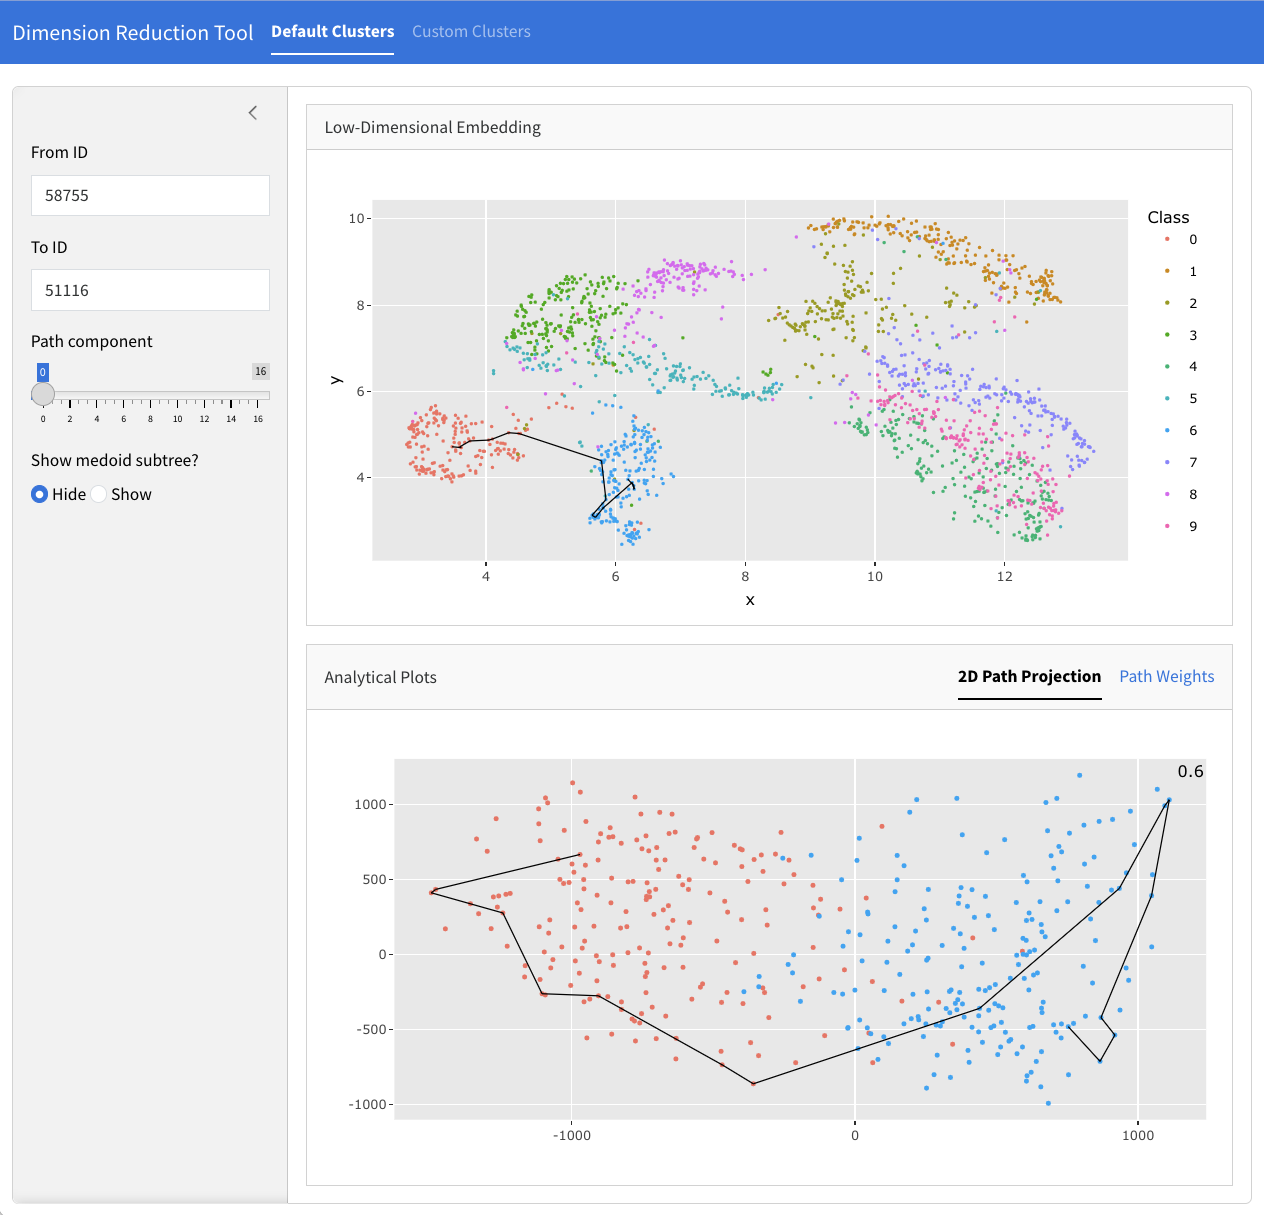 Dimension Reduction Tool Default Clusters Custom Clusters
From ID
58755
To ID
51116
Path component
0 16
0 2 4 6 8 10 12 14 16
Show medoid subtree?
Hide Show
Low-Dimensional Embedding
10
8
6
4
y
4 6 8 10 12
x
Class
0
1
2
3
4
5
6
7
8
9
Analytical Plots 2D Path Projection Path Weights
0.6
1000
500
0
-500
-1000
-1000 0 1000